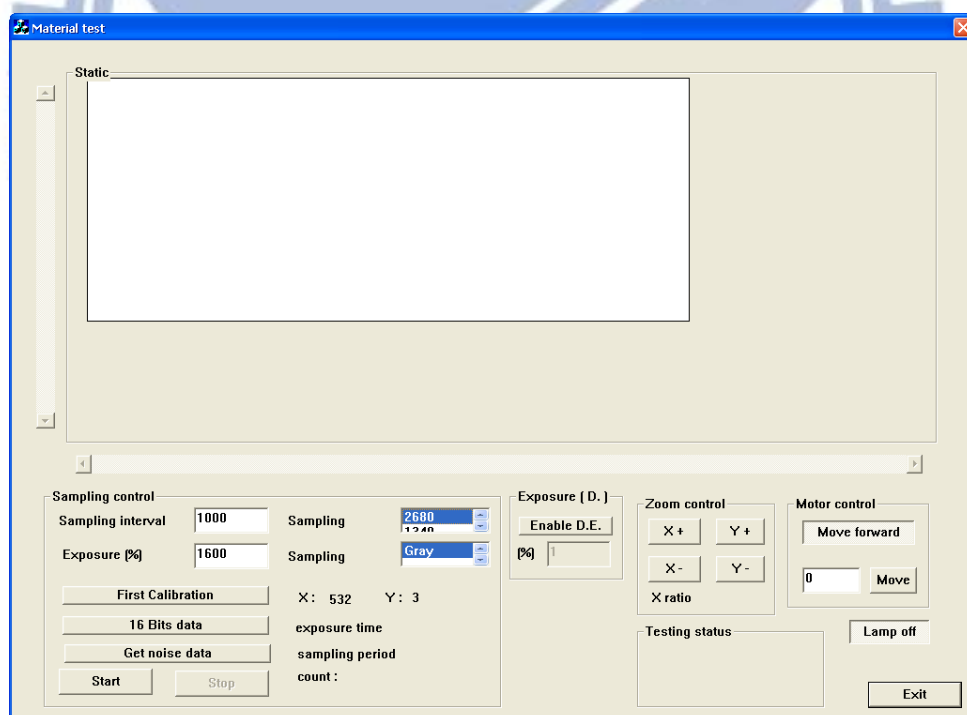 Material test
Static
Sampling control
Sampling interval 1000 Sampling 2680
1340
Exposure (%) 1600 Sampling Gray
First Calibration X: 532 Y: 3
16 Bits data exposure time
Get noise data sampling period
Start Stop count :
Exposure ( D. )
Enable D.E.
(%) 1
Zoom control
X + Y +
X - Y -
X ratio
Motor control
Move forward
0 Move
Testing status
Lamp off
Exit